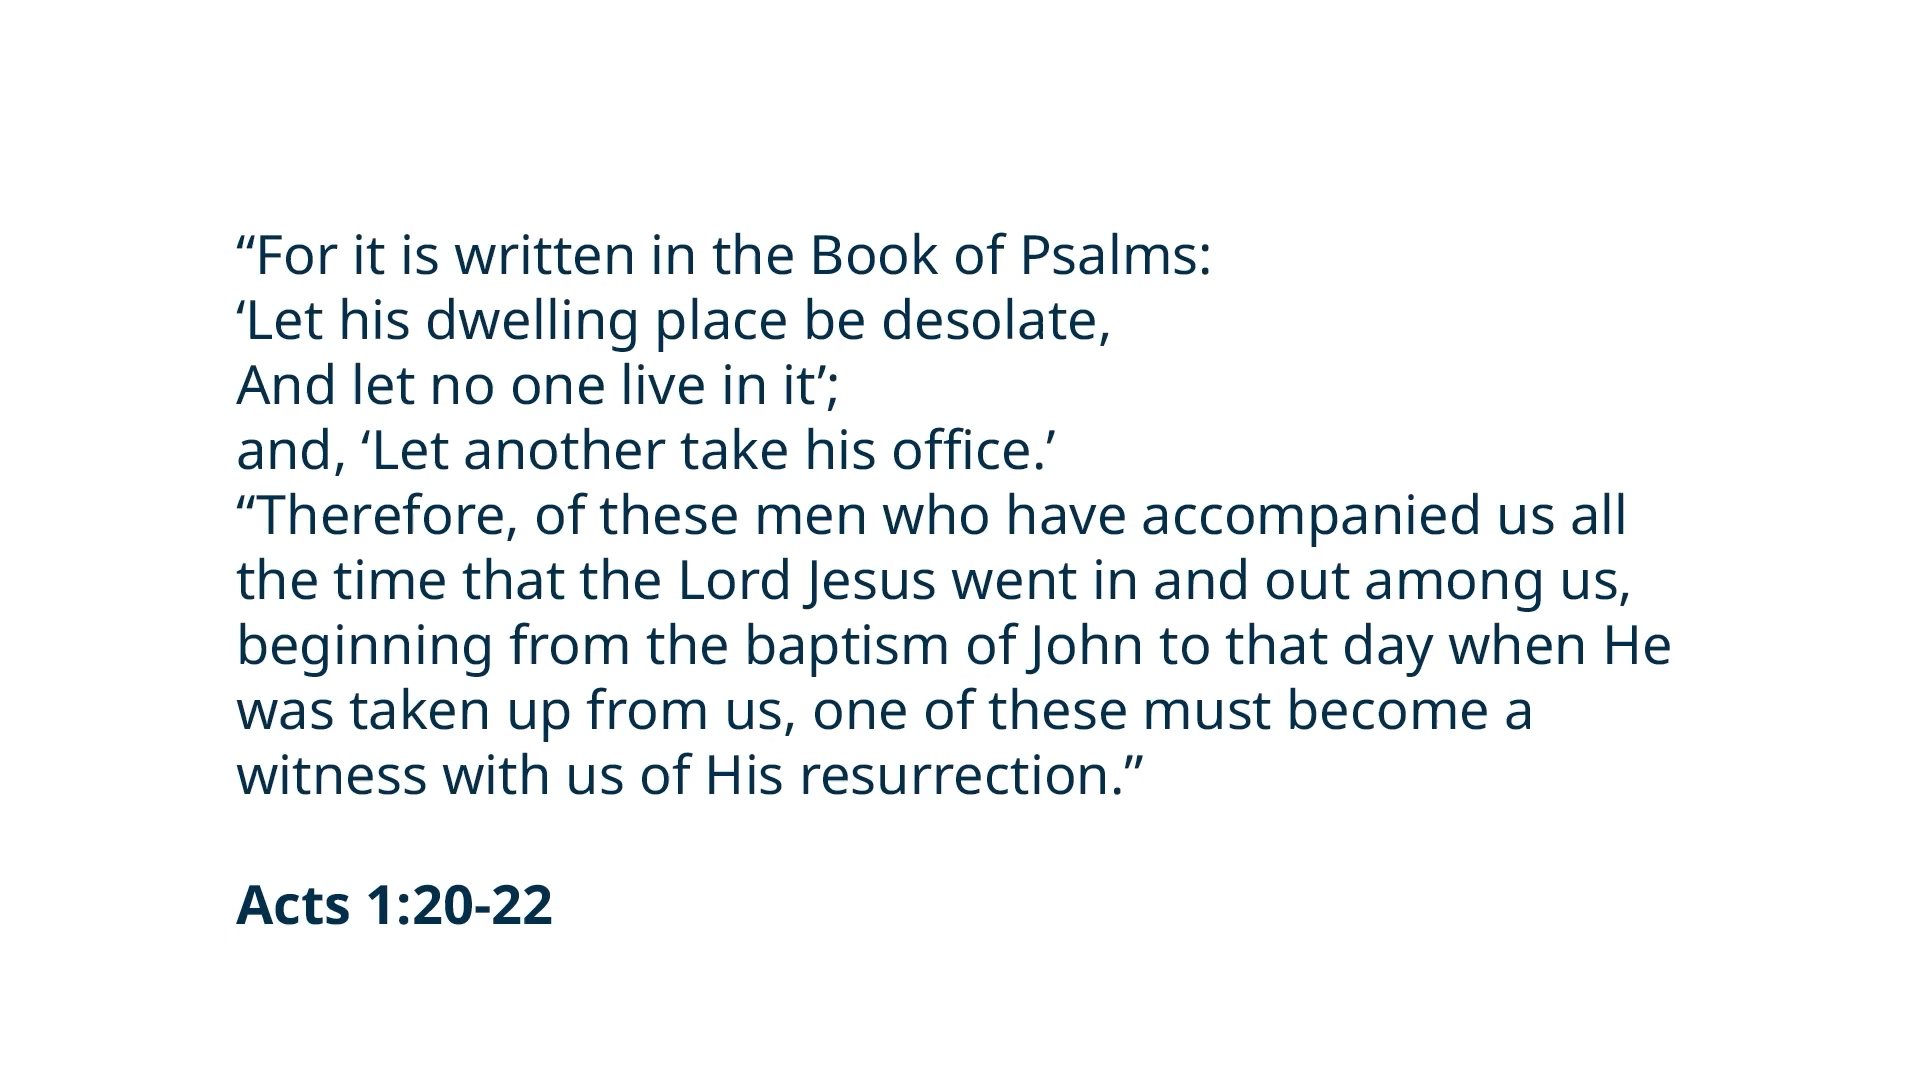 “For it is written in the Book of Psalms:
‘Let his dwelling place be desolate,
And let no one live in it’;
and, ‘Let another take his office.’
“Therefore, of these men who have accompanied us all
the time that the Lord Jesus went in and out among us,
beginning from the baptism of John to that day when He
was taken up from us, one of these must become a
witness with us of His resurrection.”
Acts 1:20-22